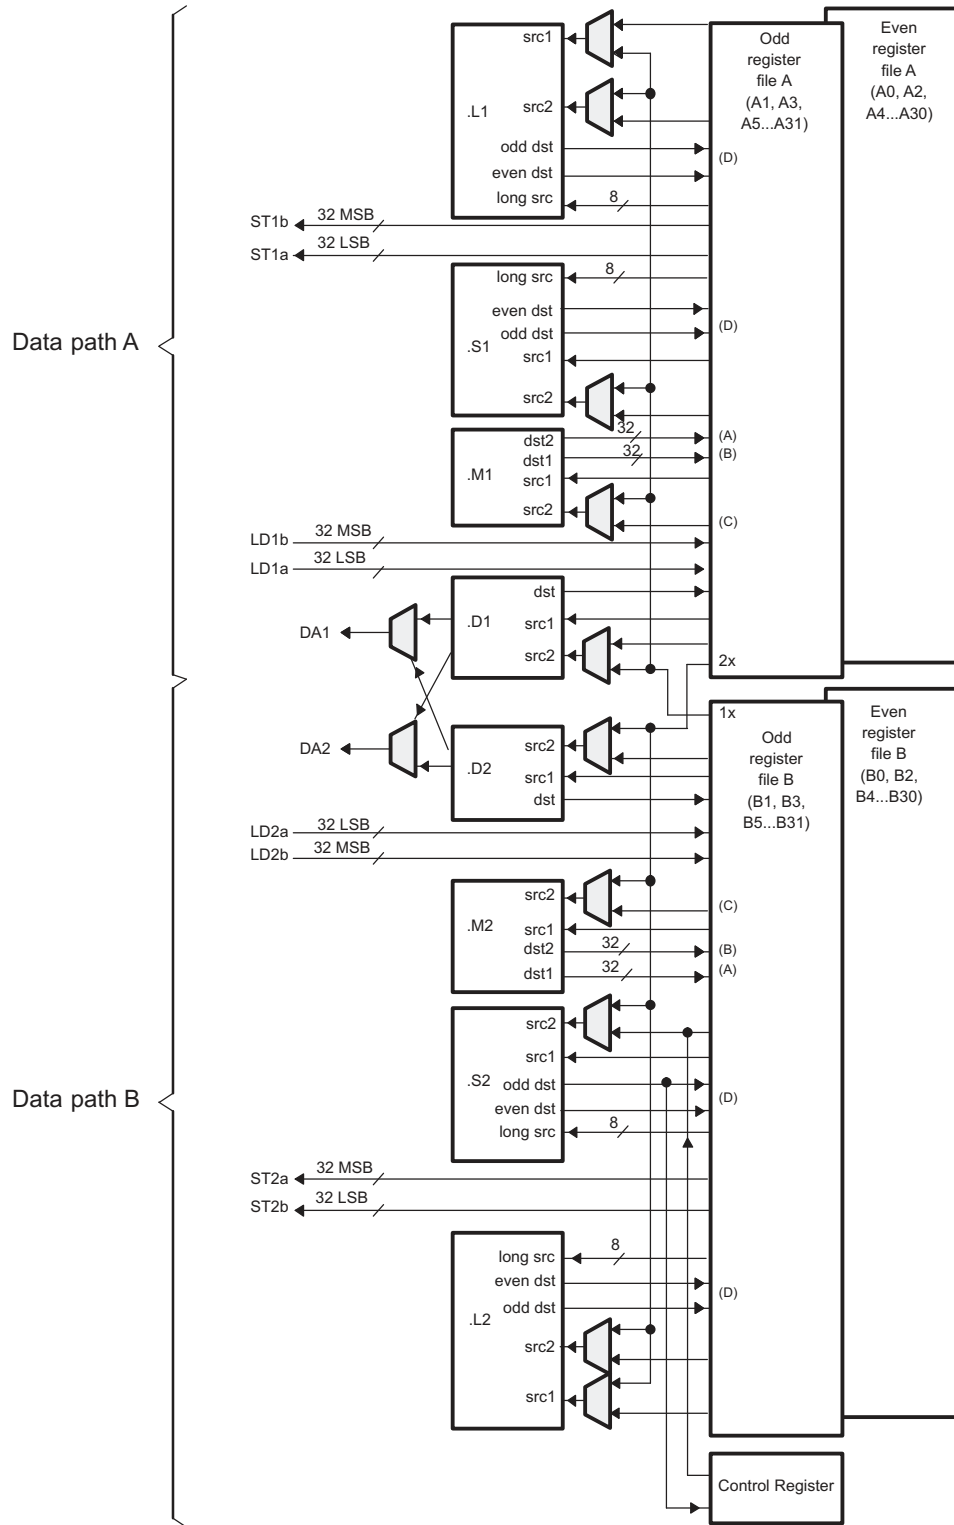 Even
register
file A
(A0, A2,
A4...A30)
Odd
register
file A
(A1, A3,
A5...A31)
src1
.L1
src2
odd dst
(D)
even dst
long src
8
ST1b
32 MSB
ST1a
32 LSB
long src
8
even dst
(D)
odd dst
Data path A
.S1
src1
src2
dst2
32
(A)
dst1
32
(B)
.M1
src1
src2
(C)
LD1b
32 MSB
LD1a
32 LSB
dst
DA1
.D1
src1
src2
2x
1x
Even
register
file B
(B0, B2,
B4...B30)
Odd
register
file B
(B1, B3,
B5...B31)
DA2
src2
.D2
src1
dst
LD2a
32 LSB
LD2b
32 MSB
src2
(C)
.M2
src1
dst2
32
(B)
dst1
32
(A)
src2
src1
.S2
odd dst
Data path B
(D)
even dst
long src
8
ST2a
32 MSB
ST2b
32 LSB
long src
8
even dst
(D)
odd dst
.L2
src2
src1
Control Register